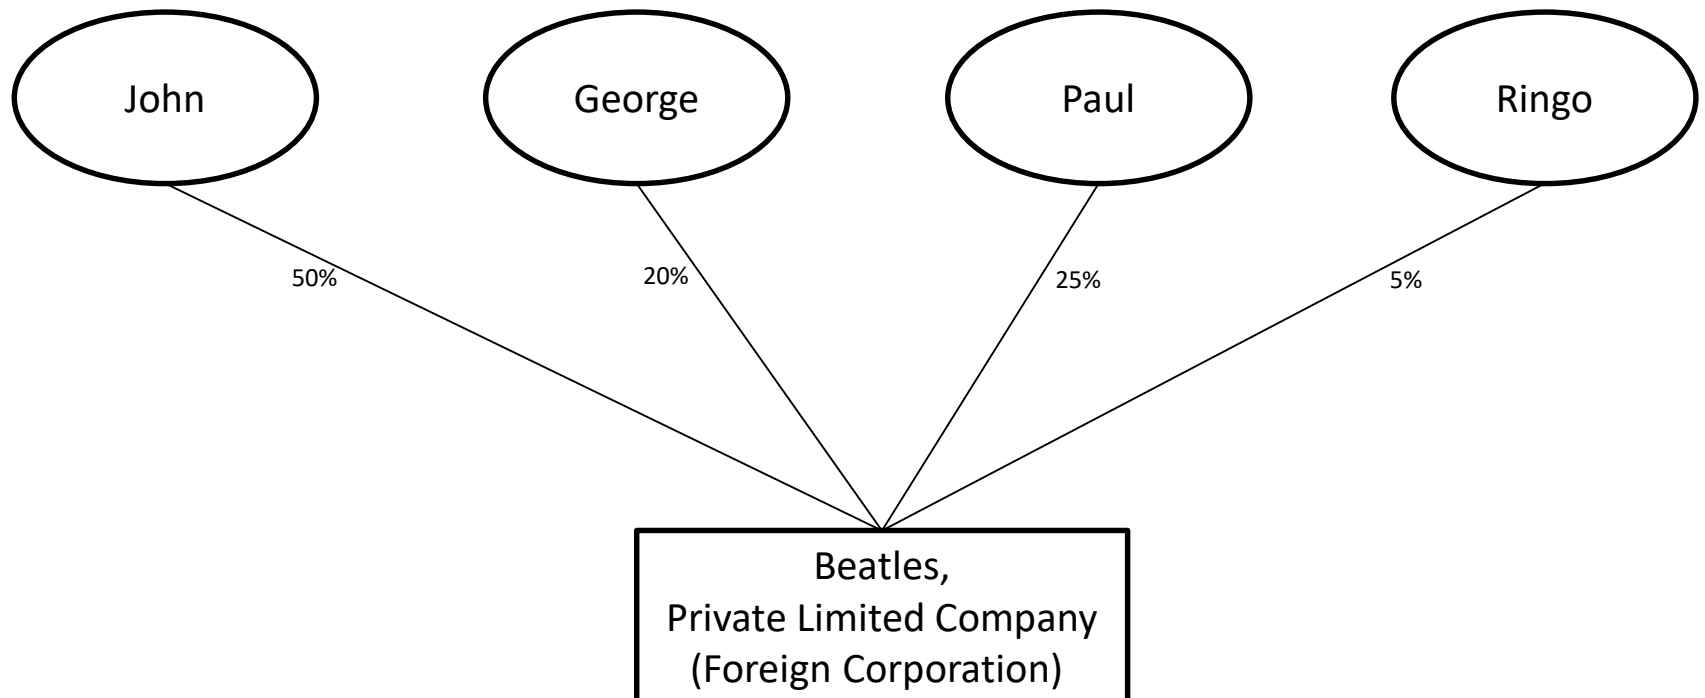 John
George
Paul
Ringo
50%
20%
25%
5%
Beatles,
Private Limited Company
(Foreign Corporation)